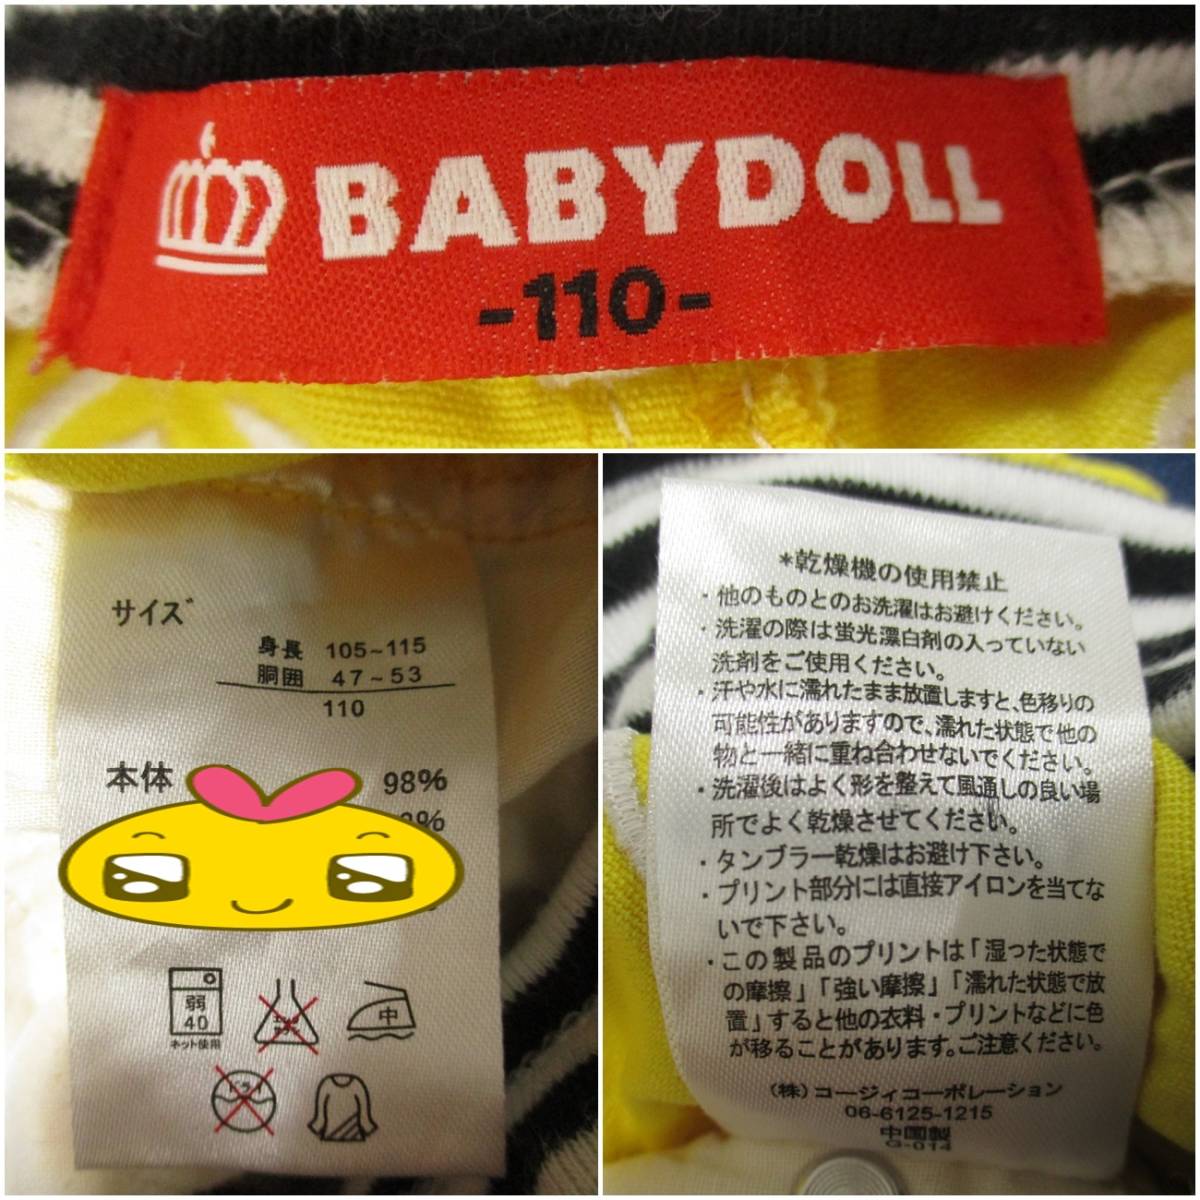 BABYDOLL
-110-
サイズ
身長 105~115
胴囲 47~53
110
本体 98%
弱
40
ネット使用
中
ドライ
*乾燥機の使用禁止
・他のものとのお洗濯はお避けください。
・洗濯の際は蛍光漂白剤の入っていない
洗剤をご使用ください。
・汗や水に濡れたまま放置しますと、色移りの
可能性がありますので、濡れた状態で他の
物と一緒に重ね合わせないでください。
・洗濯後はよく形を整えて風通しの良い場
所でよく乾燥させてください。
・タンブラー乾燥はお避け下さい。
・プリント部分には直接アイロンを当てな
いで下さい。
・この製品のプリントは「湿った状態で
の摩擦」「強い摩擦」「濡れた状態で放
置」すると他の衣料・プリントなどに色
が移ることがあります。ご注意ください。
(株)コージィコーポレーション
06-6125-1215
中国製
G-014